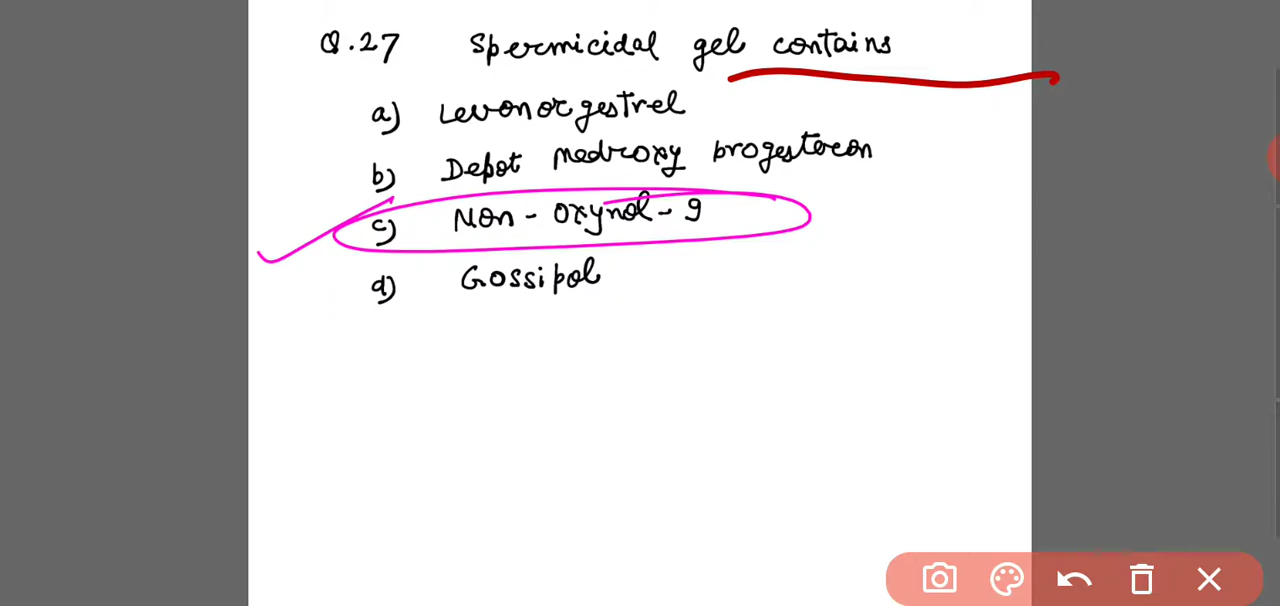 Q.27 Spermicidal gel contains
a) Levonorgestrel
b) Depot medroxy progesteron
c) Non - oxynol - 9
d) Gossipol